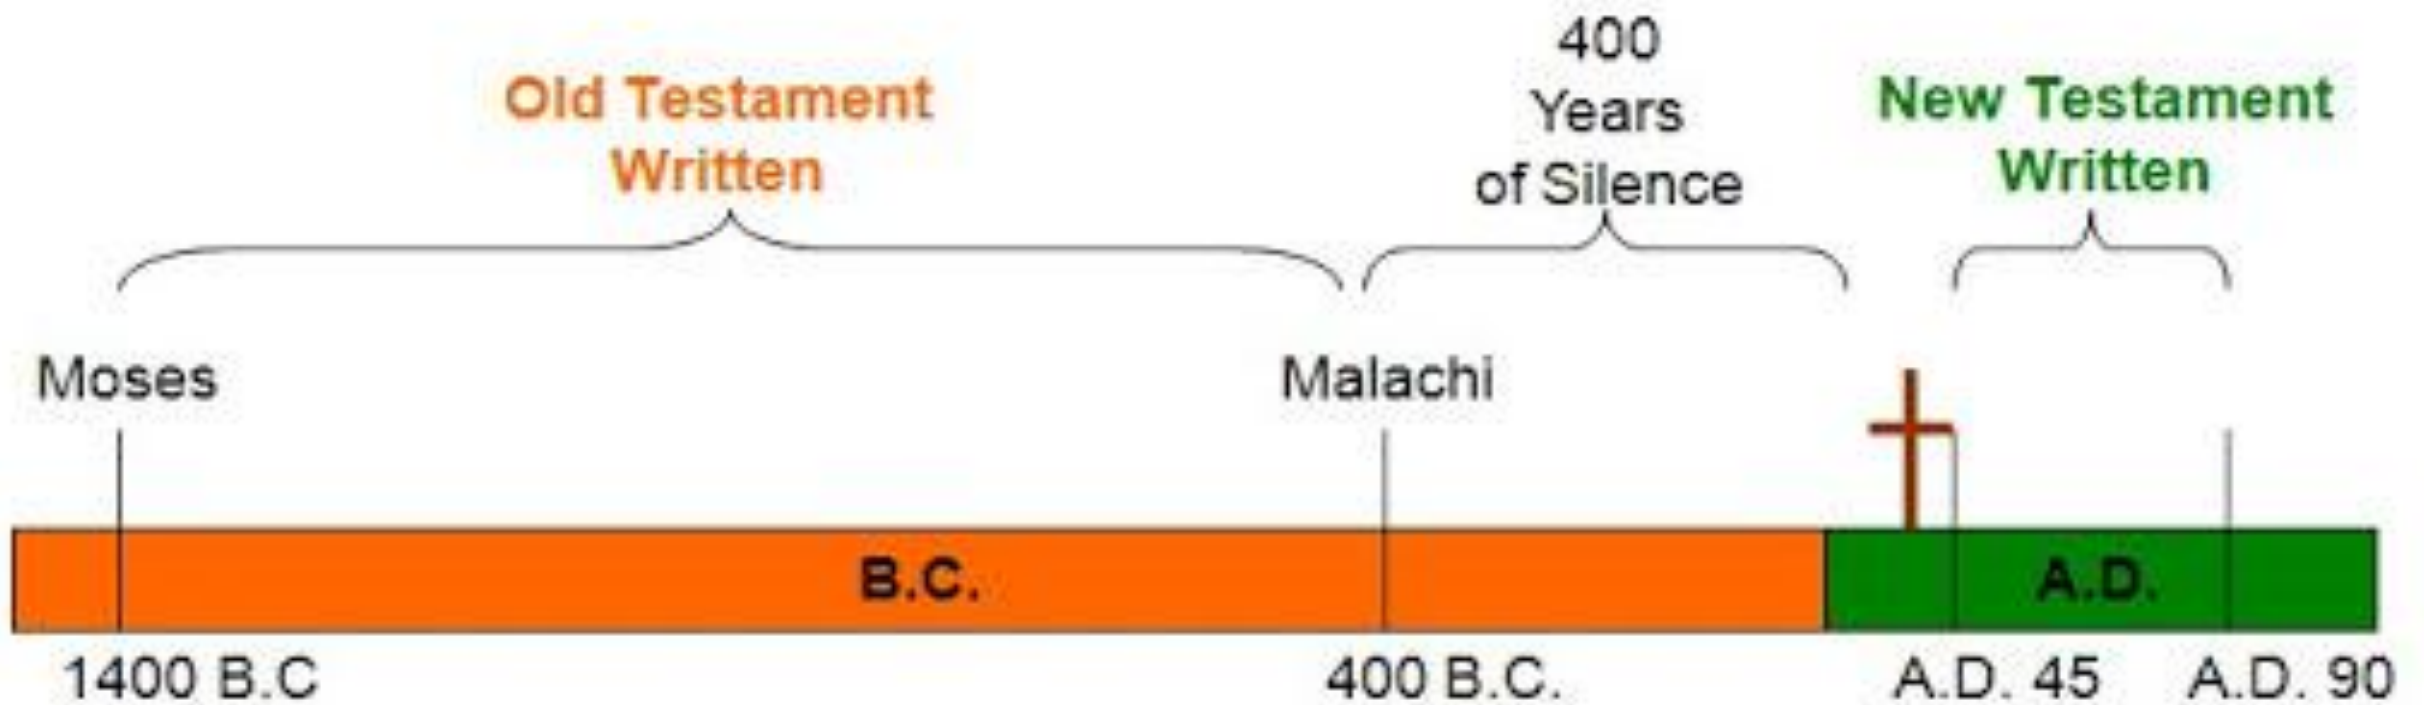 Old Testament
Written
400
Years
of Silence
New Testament
Written
Moses
Malachi
B.C.
A.D.
1400 B.C
400 B.C.
A.D. 45
A.D. 90